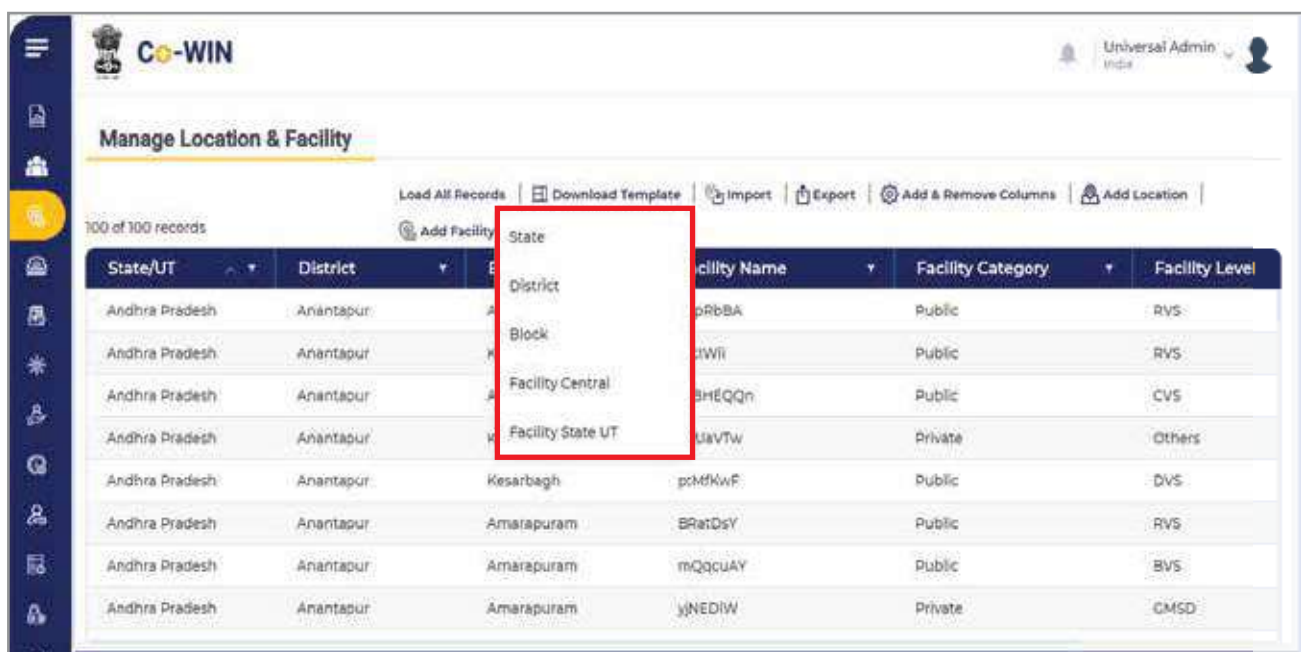 Co-WIN
Universal Admin
India
Manage Location & Facility
Load All Records | Download Template | Import | Export | Add & Remove Columns | Add Location |
100 of 100 records
Add Facility
State
District
Block
Facility Central
Facility State UT
State/UT District Facility Category Facility Level
Andhra Pradesh Anantapur Public RVS
Andhra Pradesh Anantapur Public RVS
Andhra Pradesh Anantapur Public CVS
Andhra Pradesh Anantapur Private Others
Andhra Pradesh Anantapur Kesarbagh Public DVS
Andhra Pradesh Anantapur Amarapuram BRatDsY Public RVS
Andhra Pradesh Anantapur Amarapuram mQqcuAY Public BVS
Andhra Pradesh Anantapur Amarapuram Private GMSD